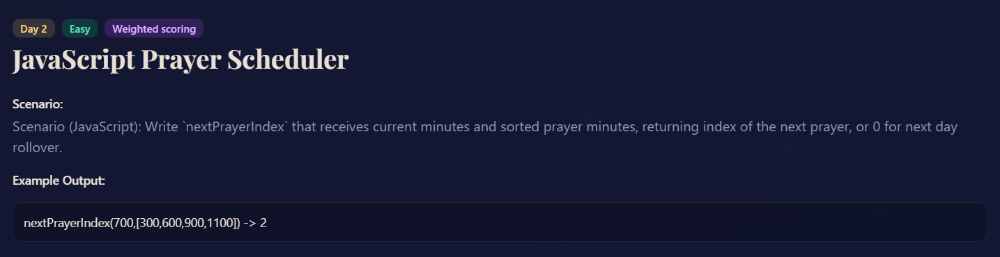 Day 2 Easy Weighted scoring
JavaScript Prayer Scheduler
Scenario:
Scenario (JavaScript): Write `nextPrayerIndex` that receives current minutes and sorted prayer minutes, returning index of the next prayer, or 0 for next day
rollover.
Example Output:
nextPrayerIndex(700,[300,600,900,1100]) -> 2